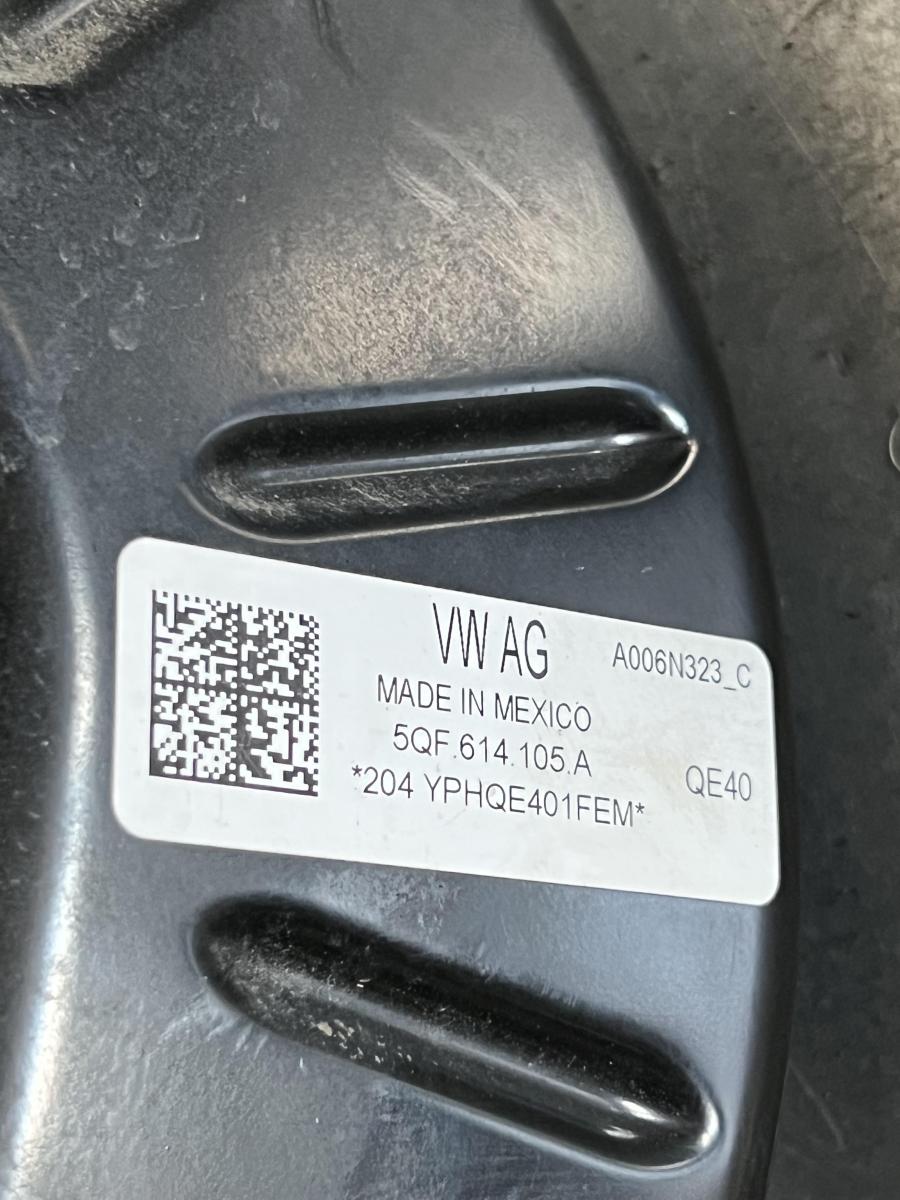 VW AG
A006N323_C
MADE IN MEXICO
5QF.614.105.A
QE40
*204 YPHQE401FEM*